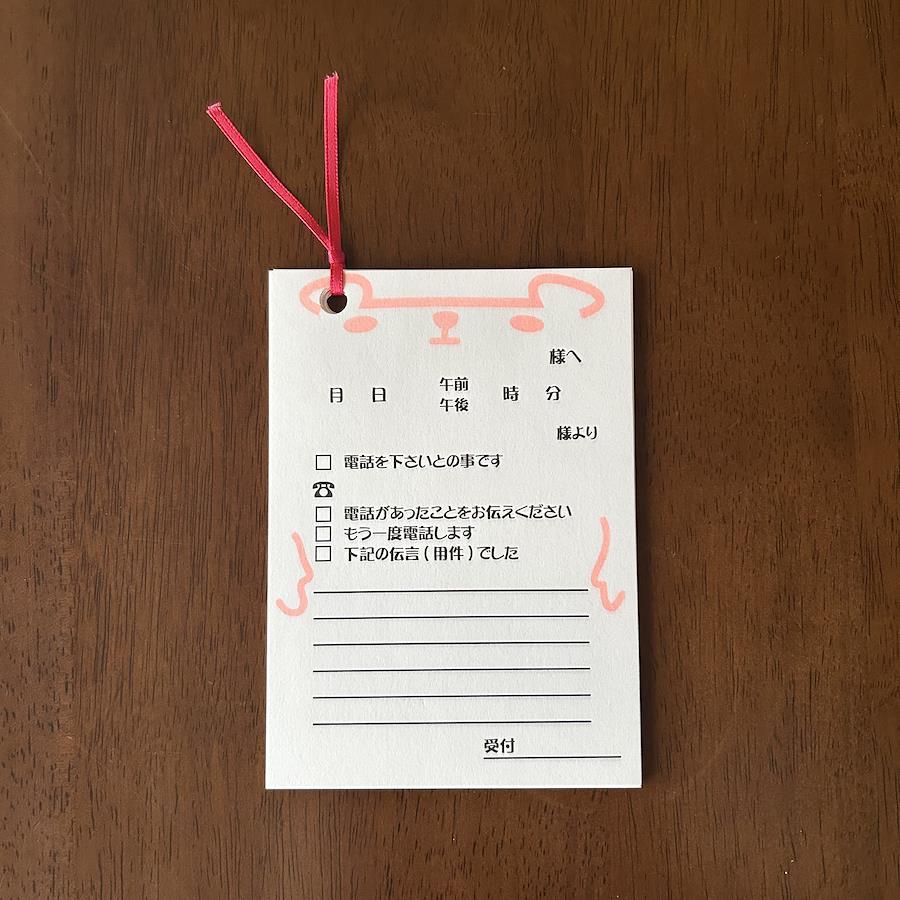 様へ
月 日 午前 午後 時 分
様より
□ 電話を下さいとの事です
☎
□ 電話があったことをお伝えください
□ もう一度電話します
□ 下記の伝言(用件)でした
受付